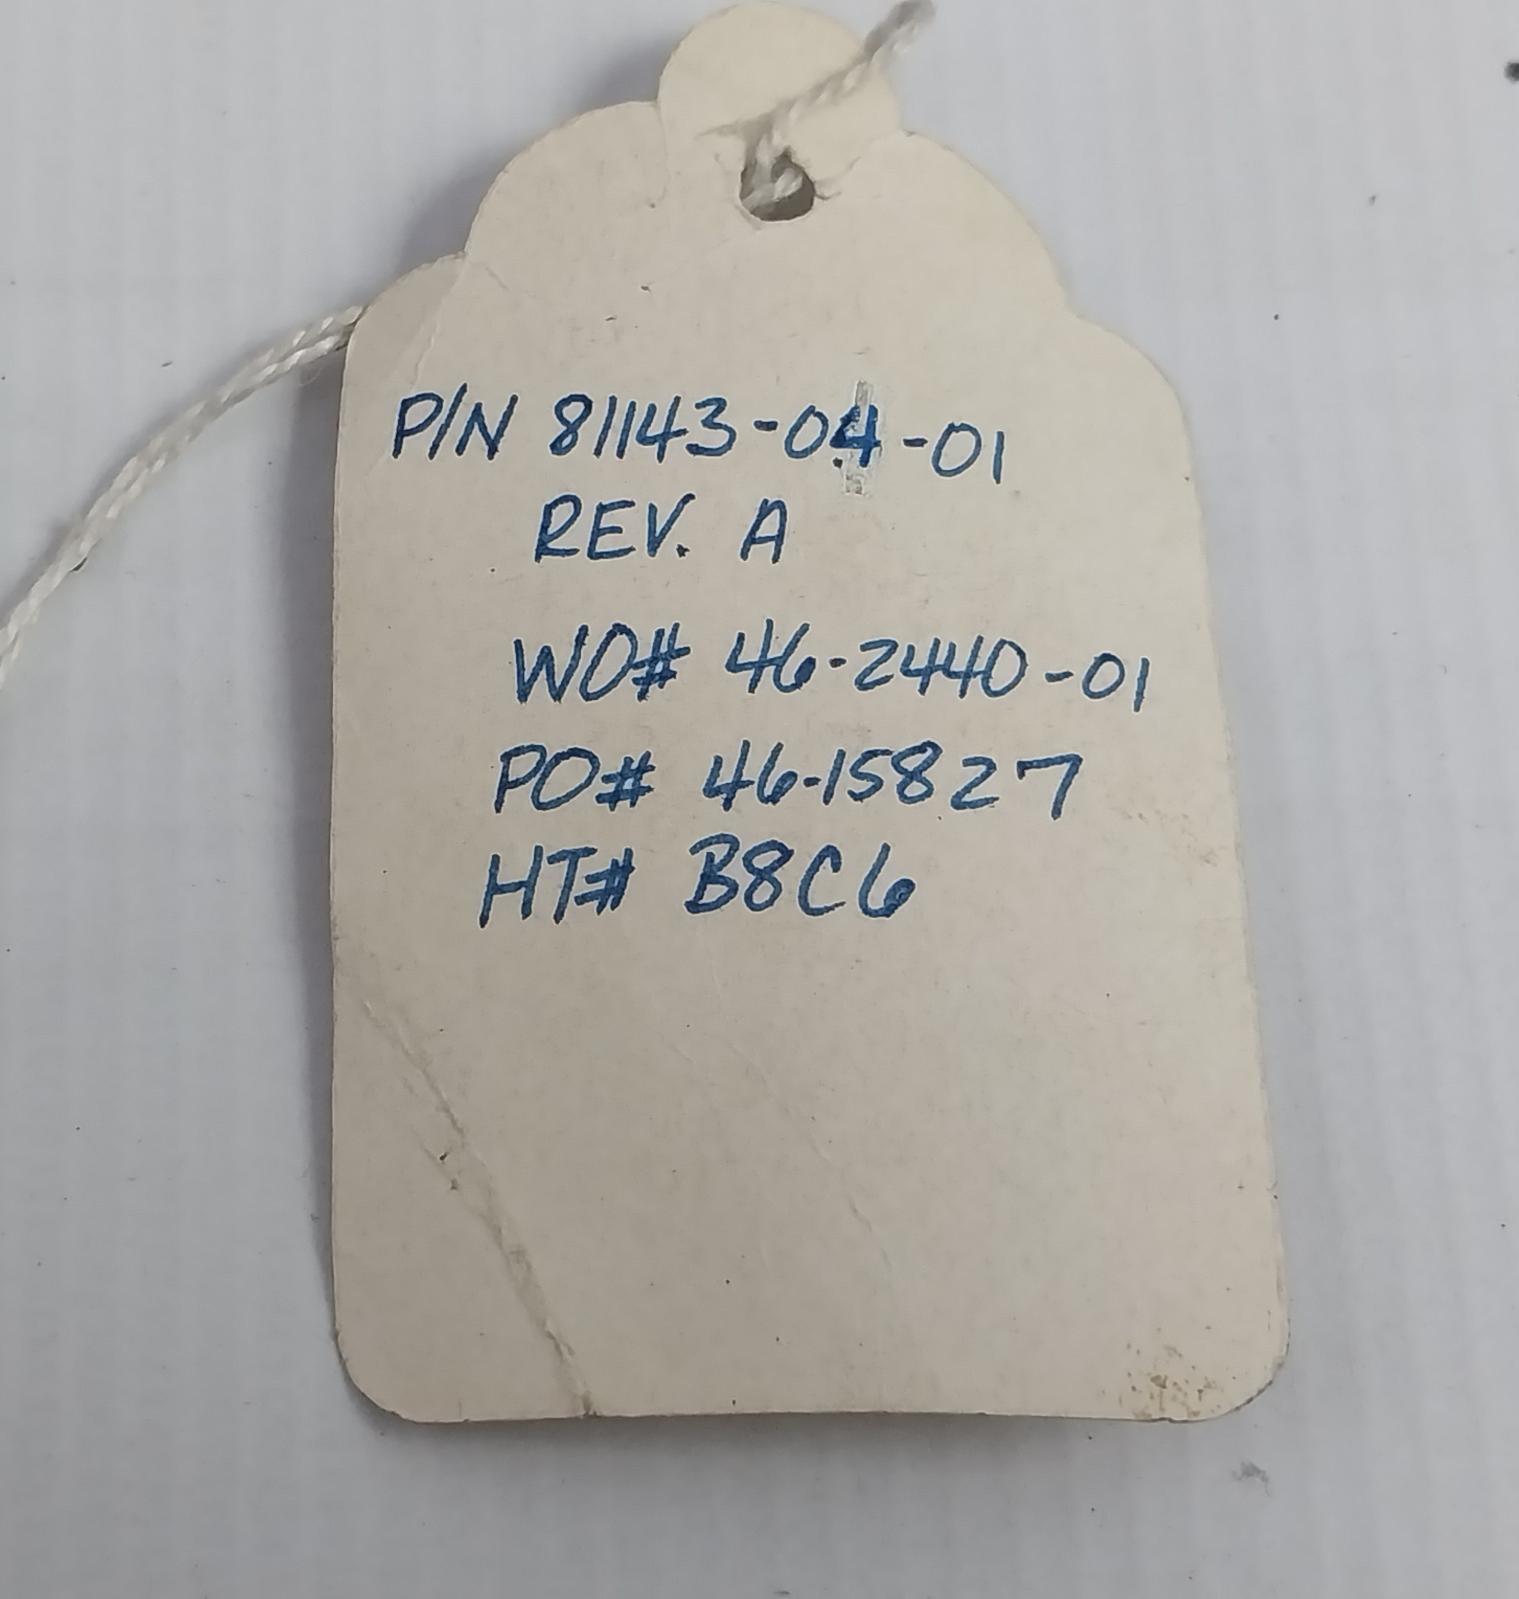 P/N 81143-04-01
REV. A
WO# 46-2440-01
PO# 46-15827
HT# B8C6